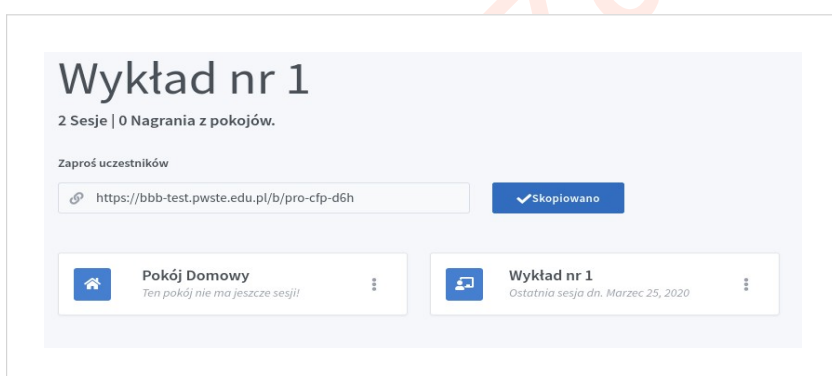 Wykład nr 1
2 Sesje | 0 Nagrania z pokojów.
Zaproś uczestników
https://bbb-test.pwste.edu.pl/b/pro-cfp-d6h
Skopiowano
Pokój Domowy
Ten pokój nie ma jeszcze sesji!
Wykład nr 1
Ostatnia sesja dn. Marzec 25, 2020